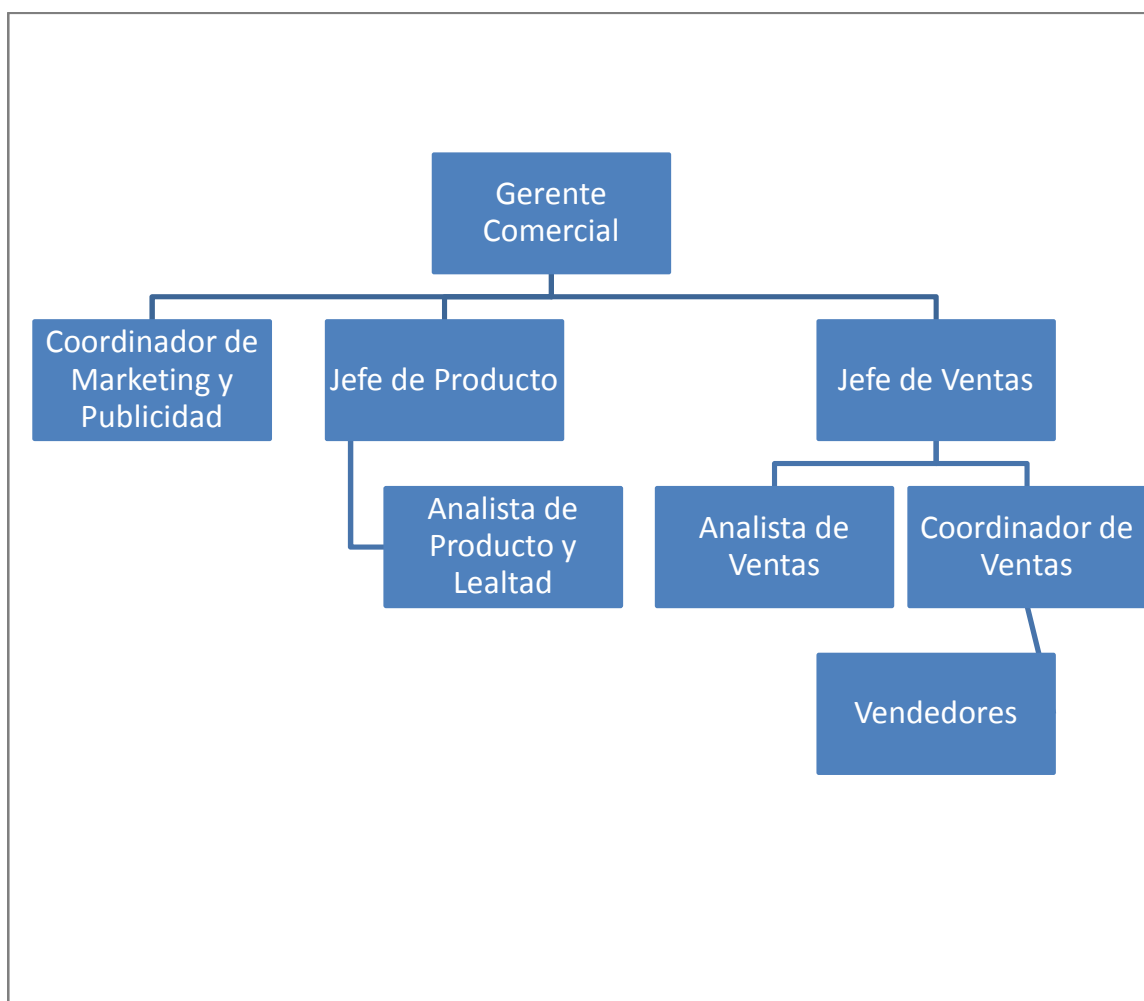 Gerente
Comercial
Coordinador de
Marketing y
Publicidad
Jefe de Producto
Jefe de Ventas
Analista de
Producto y
Lealtad
Analista de
Ventas
Coordinador de
Ventas
Vendedores